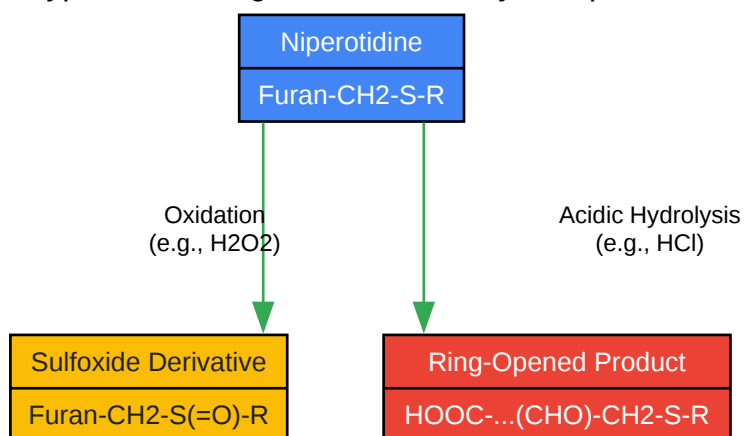 Niperotidine
Furan-CH2-S-R
Oxidation
(e.g., H2O2)
Acidic Hydrolysis
(e.g., HCl)
Sulfoxide Derivative
Furan-CH2-S(=O)-R
Ring-Opened Product
HOOC-...(CHO)-CH2-S-R